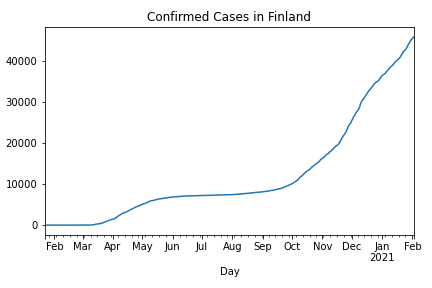 Confirmed Cases in Finland
40000
30000
20000
10000
0
Feb Mar Apr May Jun Jul Aug Sep Oct Nov Dec Jan Feb
2021
Day